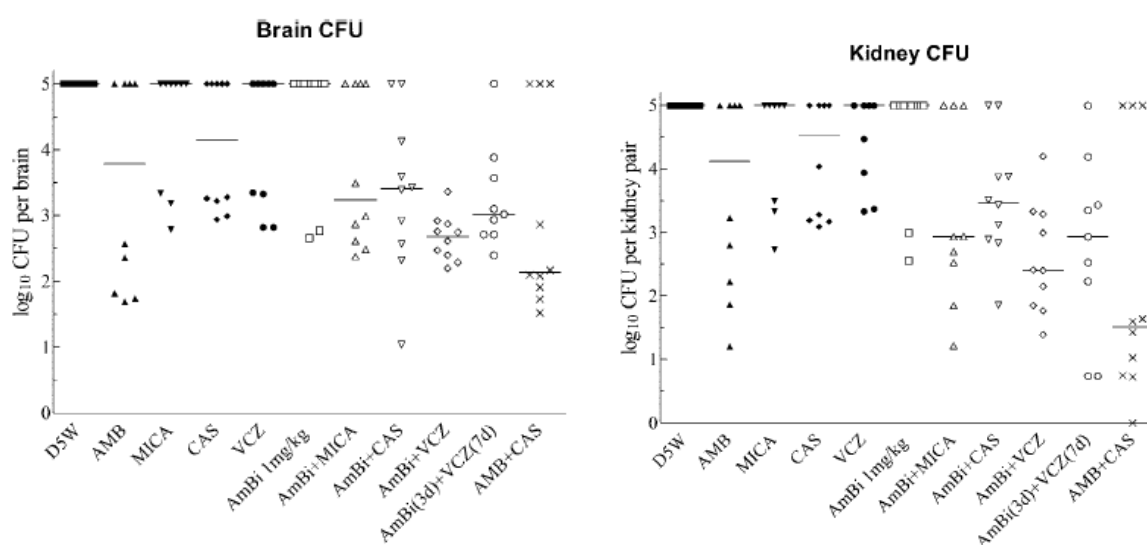 Brain CFU
log10 CFU per brain
5
4
3
2
1
0
D5W
AMB
MICA
CAS
VCZ
AmBi 1mg/kg
AmBi+MICA
AmBi+CAS
AmBi+VCZ
AmBi(3d)+VCZ(7d)
AMB+CAS
Kidney CFU
log10 CFU per kidney pair
5
4
3
2
1
0
D5W
AMB
MICA
CAS
VCZ
AmBi 1mg/kg
AmBi+MICA
AmBi+CAS
AmBi+VCZ
AmBi(3d)+VCZ(7d)
AMB+CAS